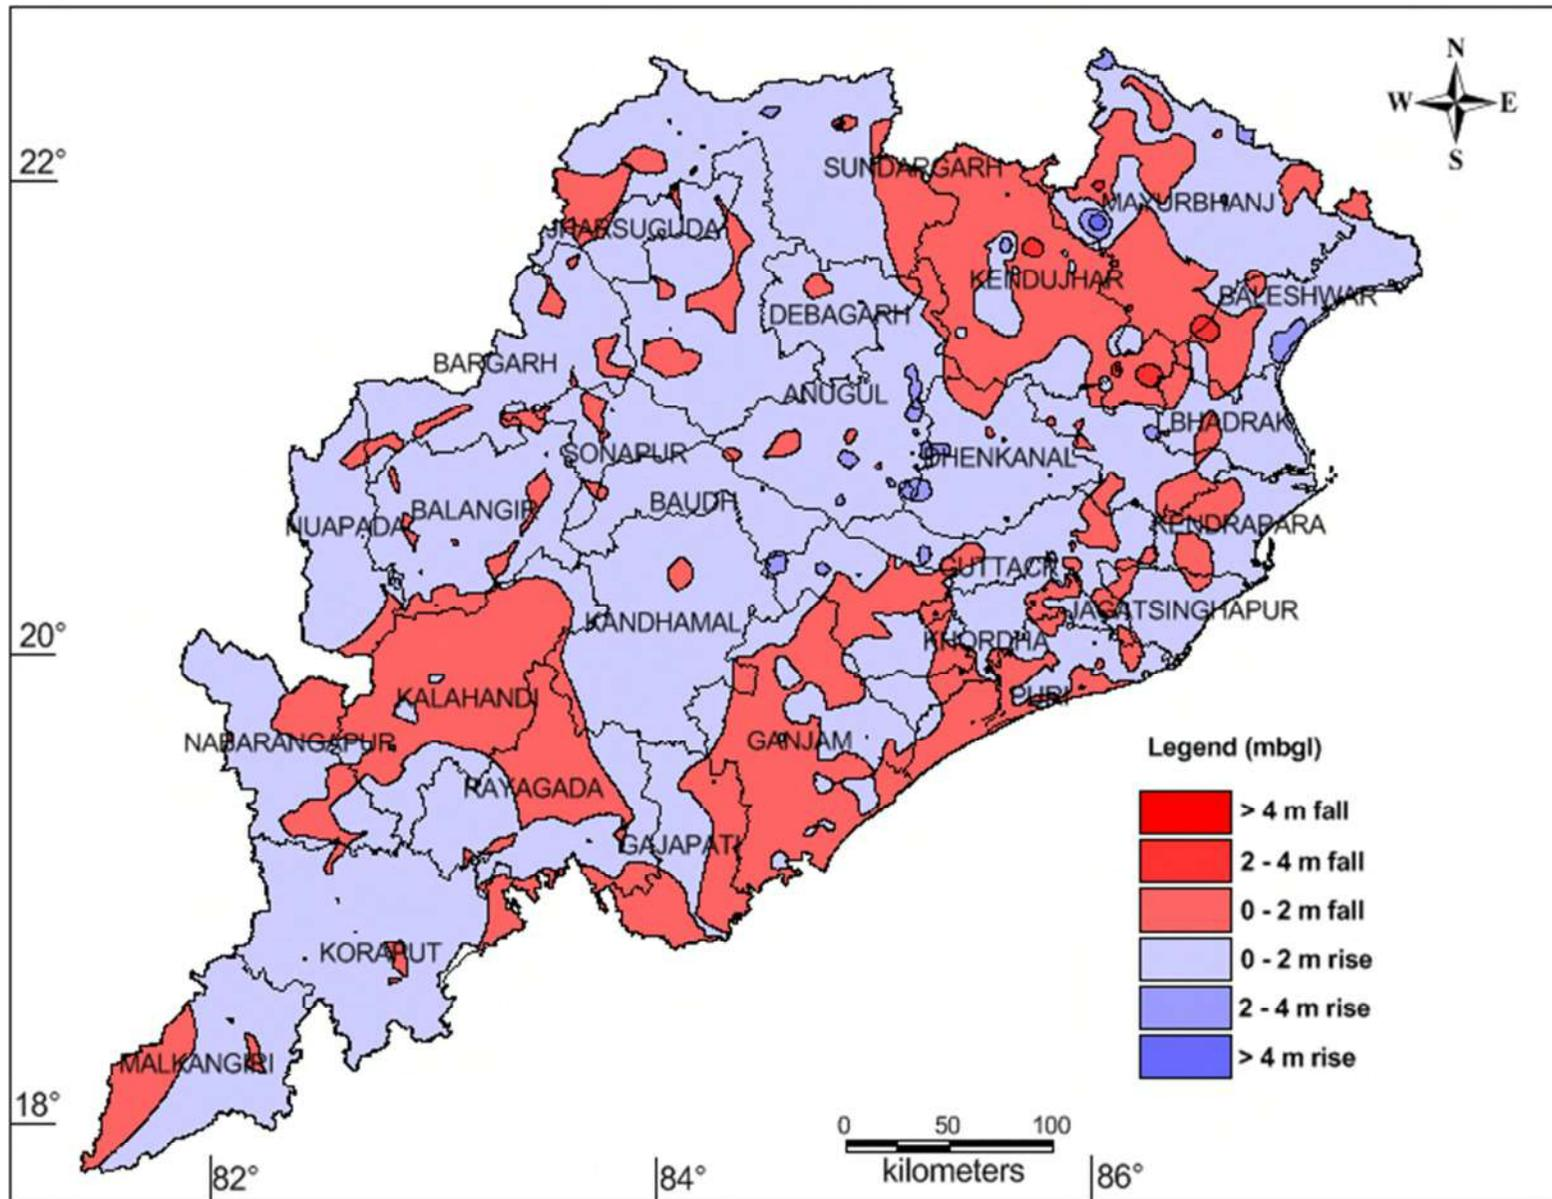 N
W E
S
22°
SUNDARGARH
MAYURBHANJ
JHARSUGUDA
KENDUJHAR
BALESHWAR
DEBAGARH
BARGARH
ANUGUL
BHADRAK
SONAPUR
DHENKANAL
BAUDH
BALANGIR
NUAPADA
KENDRAPARA
CUTTACK
JAGATSINGHAPUR
KANDHAMAL
20°
KHORDHA
KALAHANDI
PURI
NABARANGAPUR
GANJAM
Legend (mbgl)
RAYAGADA
> 4 m fall
GAJAPATI
2 - 4 m fall
0 - 2 m fall
KORAPUT
0 - 2 m rise
2 - 4 m rise
MALKANGIRI
> 4 m rise
18°
0 50 100
kilometers
82° 84° 86°